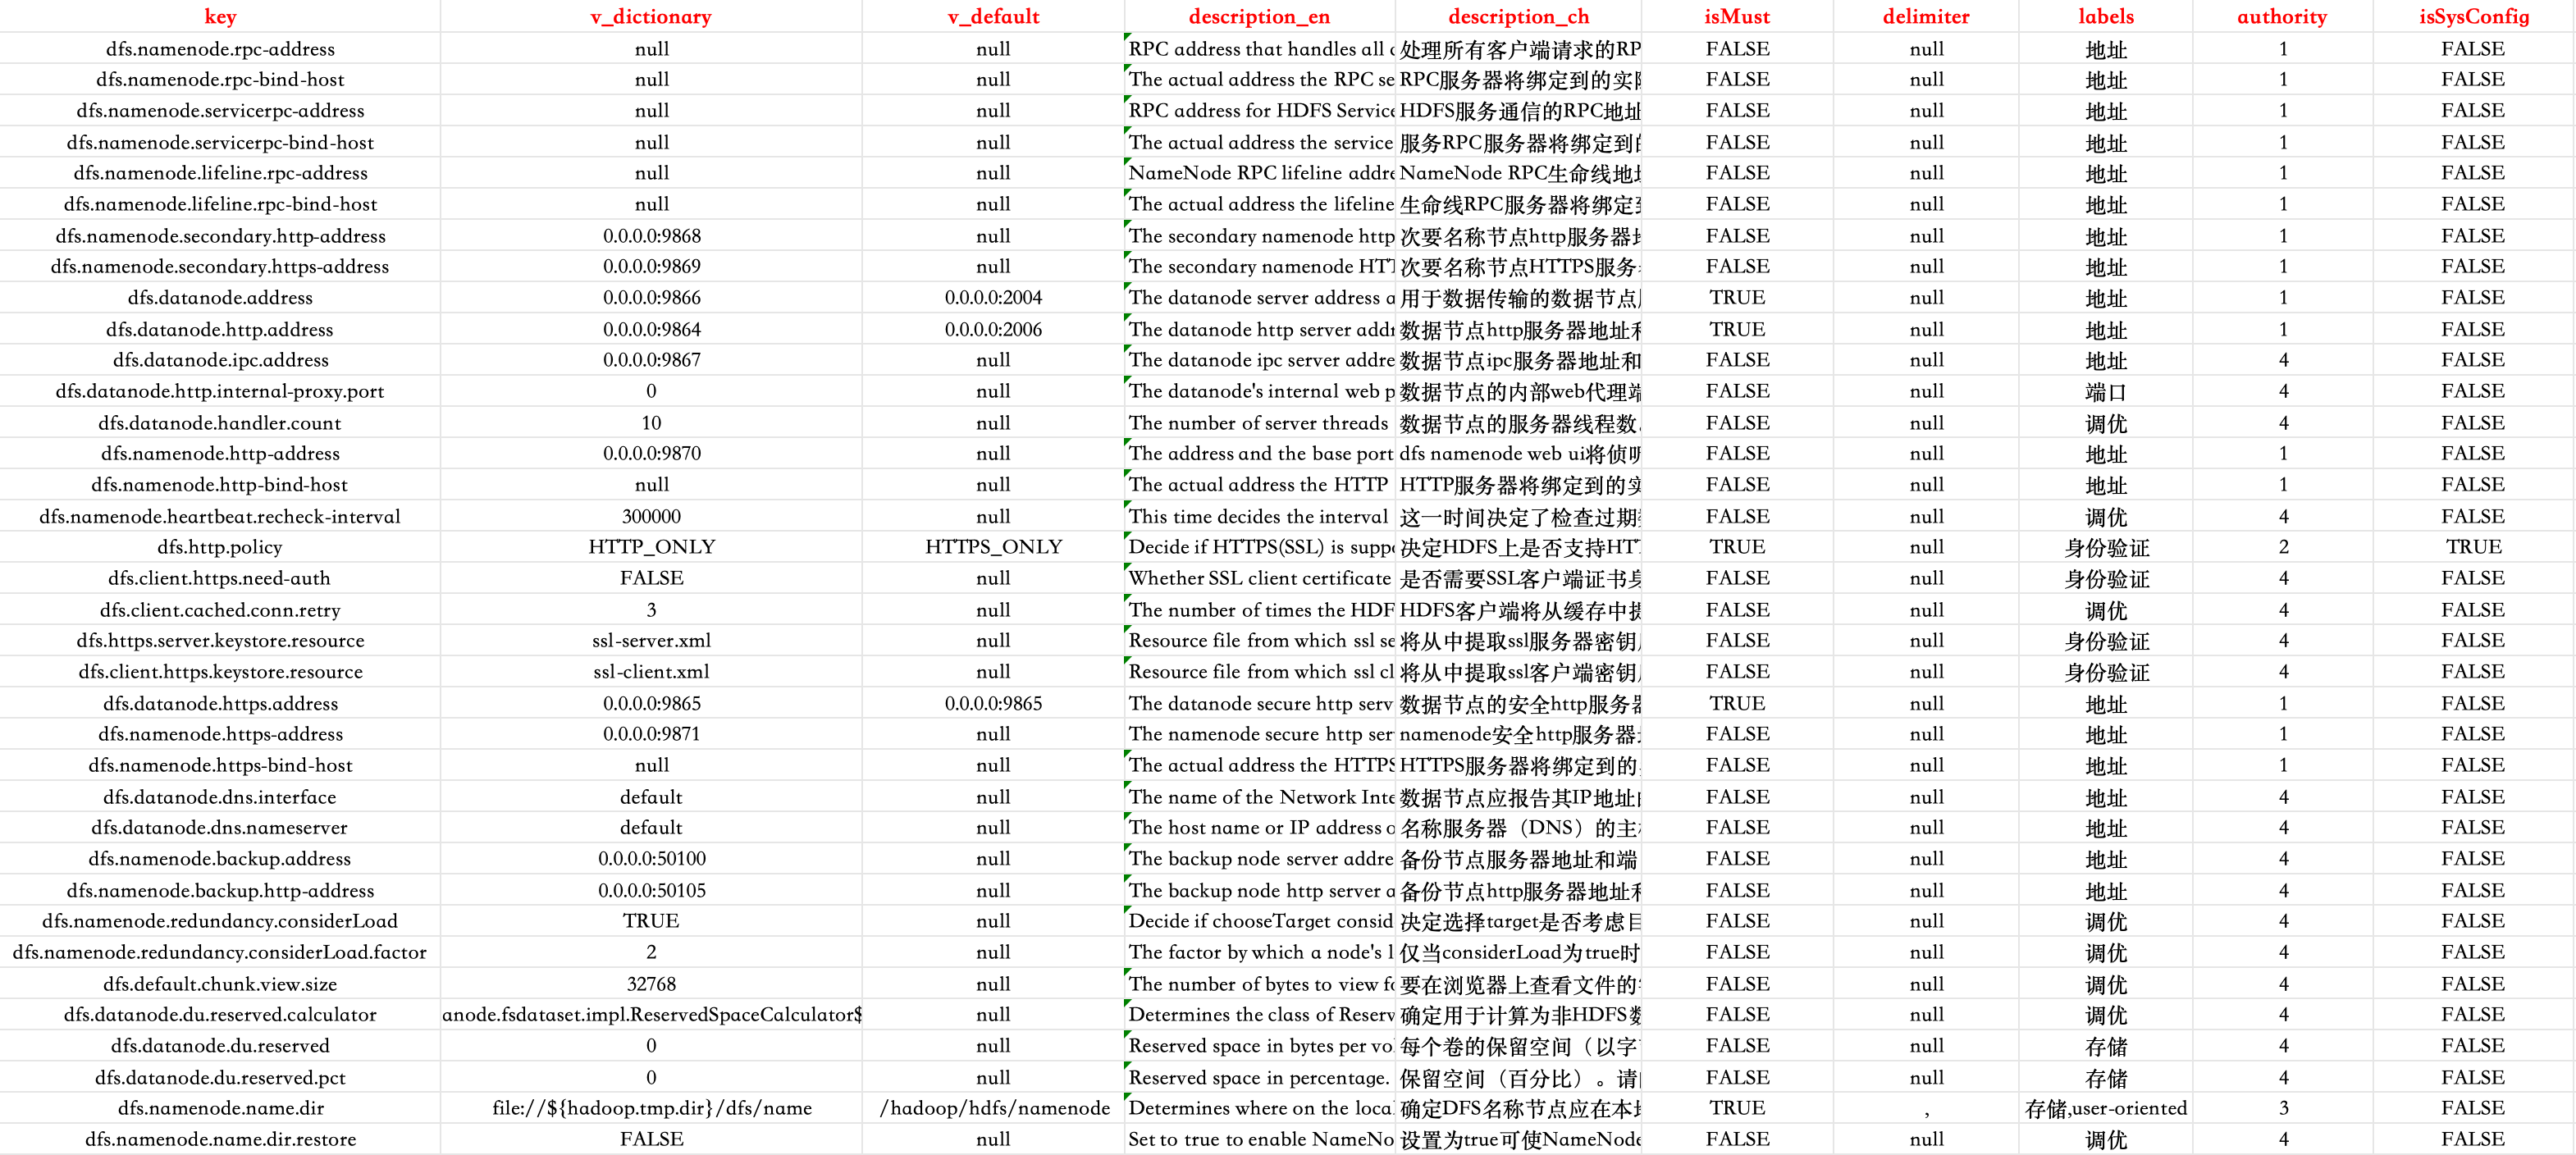 key v_dictionary v_default description_en description_ch isMust delimiter labels authority isSysConfig
dfs.namenode.rpc-address null null RPC address that handles all 处理所有客户端请求的RP FALSE null 地址 1 FALSE
dfs.namenode.rpc-bind-host null null The actual address the RPC se RPC服务器将绑定到的实 FALSE null 地址 1 FALSE
dfs.namenode.servicerpc-address null null RPC address for HDFS Service HDFS服务通信的RPC地址 FALSE null 地址 1 FALSE
dfs.namenode.servicerpc-bind-host null null The actual address the service 服务RPC服务器将绑定到 FALSE null 地址 1 FALSE
dfs.namenode.lifeline.rpc-address null null NameNode RPC lifeline addre NameNode RPC生命线地 FALSE null 地址 1 FALSE
dfs.namenode.lifeline.rpc-bind-host null null The actual address the lifeline 生命线RPC服务器将绑定 FALSE null 地址 1 FALSE
dfs.namenode.secondary.http-address 0.0.0.0:9868 null The secondary namenode http 次要名称节点http服务器 FALSE null 地址 1 FALSE
dfs.namenode.secondary.https-address 0.0.0.0:9869 null The secondary namenode HTT 次要名称节点HTTPS服务 FALSE null 地址 1 FALSE
dfs.datanode.address 0.0.0.0:9866 0.0.0.0:2004 The datanode server address a 用于数据传输的数据节点 TRUE null 地址 1 FALSE
dfs.datanode.http.address 0.0.0.0:9864 0.0.0.0:2006 The datanode http server addr 数据节点http服务器地址和 TRUE null 地址 1 FALSE
dfs.datanode.ipc.address 0.0.0.0:9867 null The datanode ipc server addre 数据节点ipc服务器地址和 FALSE null 地址 4 FALSE
dfs.datanode.http.internal-proxy.port 0 null The datanode's internal web p 数据节点的内部web代理端 FALSE null 端口 4 FALSE
dfs.datanode.handler.count 10 null The number of server threads 数据节点的服务器线程数 FALSE null 调优 4 FALSE
dfs.namenode.http-address 0.0.0.0:9870 null The address and the base port dfs namenode web ui将侦听 FALSE null 地址 1 FALSE
dfs.namenode.http-bind-host null null The actual address the HTTP HTTP服务器将绑定到的实 FALSE null 地址 1 FALSE
dfs.namenode.heartbeat.recheck-interval 300000 null This time decides the interval 这一时间决定了检查过期 FALSE null 调优 4 FALSE
dfs.http.policy HTTP_ONLY HTTPS_ONLY Decide if HTTPS(SSL) is supp 决定HDFS上是否支持HT TRUE null 身份验证 2 TRUE
dfs.client.https.need-auth FALSE null Whether SSL client certificate 是否需要SSL客户端证书身 FALSE null 身份验证 4 FALSE
dfs.client.cached.conn.retry 3 null The number of times the HDF HDFS客户端将从缓存中提 FALSE null 调优 4 FALSE
dfs.https.server.keystore.resource ssl-server.xml null Resource file from which ssl se 将从中提取ssl服务器密钥 FALSE null 身份验证 4 FALSE
dfs.client.https.keystore.resource ssl-client.xml null Resource file from which ssl cl 将从中提取ssl客户端密钥 FALSE null 身份验证 4 FALSE
dfs.datanode.https.address 0.0.0.0:9865 0.0.0.0:9865 The datanode secure http serv 数据节点的安全http服务器 TRUE null 地址 1 FALSE
dfs.namenode.https-address 0.0.0.0:9871 null The namenode secure http ser namenode安全http服务器 FALSE null 地址 1 FALSE
dfs.namenode.https-bind-host null null The actual address the HTTPS HTTPS服务器将绑定到的 FALSE null 地址 1 FALSE
dfs.datanode.dns.interface default null The name of the Network Inte 数据节点应报告其IP地址 FALSE null 地址 4 FALSE
dfs.datanode.dns.nameserver default null The host name or IP address o 名称服务器（DNS）的主 FALSE null 地址 4 FALSE
dfs.namenode.backup.address 0.0.0.0:50100 null The backup node server addre 备份节点服务器地址和端 FALSE null 地址 4 FALSE
dfs.namenode.backup.http-address 0.0.0.0:50105 null The backup node http server a 备份节点http服务器地址和 FALSE null 地址 4 FALSE
dfs.namenode.redundancy.considerLoad TRUE null Decide if chooseTarget consid 决定选择target是否考虑目 FALSE null 调优 4 FALSE
dfs.namenode.redundancy.considerLoad.factor 2 null The factor by which a node's l 仅当considerLoad为true时 FALSE null 调优 4 FALSE
dfs.default.chunk.view.size 32768 null The number of bytes to view fo 要在浏览器上查看文件的 FALSE null 调优 4 FALSE
dfs.datanode.du.reserved.calculator anode.fsdataset.impl.ReservedSpaceCalculator$ null Determines the class of Reserv 确定用于计算为非HDFS数 FALSE null 调优 4 FALSE
dfs.datanode.du.reserved 0 null Reserved space in bytes per vo 每个卷的保留空间（以字 FALSE null 存储 4 FALSE
dfs.datanode.du.reserved.pct 0 null Reserved space in percentage. 保留空间（百分比）。请 FALSE null 存储 4 FALSE
dfs.namenode.name.dir file://${hadoop.tmp.dir}/dfs/name /hadoop/hdfs/namenode Determines where on the loca 确定DFS名称节点应在本地 TRUE , 存储,user-oriented 3 FALSE
dfs.namenode.name.dir.restore FALSE null Set to true to enable NameNo 设置为true可使NameNode FALSE null 调优 4 FALSE